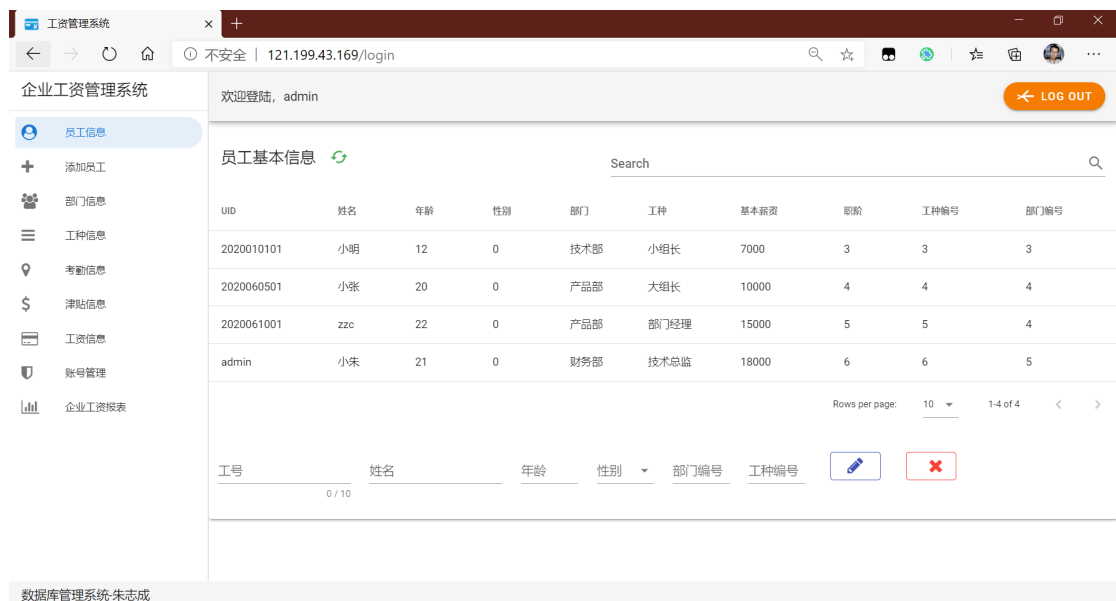 工资管理系统
不安全 | 121.199.43.169/login
企业工资管理系统
欢迎登陆，admin
LOG OUT
员工信息
添加员工
部门信息
工种信息
考勤信息
津贴信息
工资信息
账号管理
企业工资报表
员工基本信息
Search
UID 姓名 年龄 性别 部门 工种 基本薪资 职阶 工种编号 部门编号
2020010101 小明 12 0 技术部 小组长 7000 3 3 3
2020060501 小张 20 0 产品部 大组长 10000 4 4 4
2020061001 zzc 22 0 产品部 部门经理 15000 5 5 4
admin 小朱 21 0 财务部 技术总监 18000 6 6 5
Rows per page: 10 1-4 of 4
工号 姓名 年龄 性别 部门编号 工种编号
0 / 10
数据库管理系统-朱志成